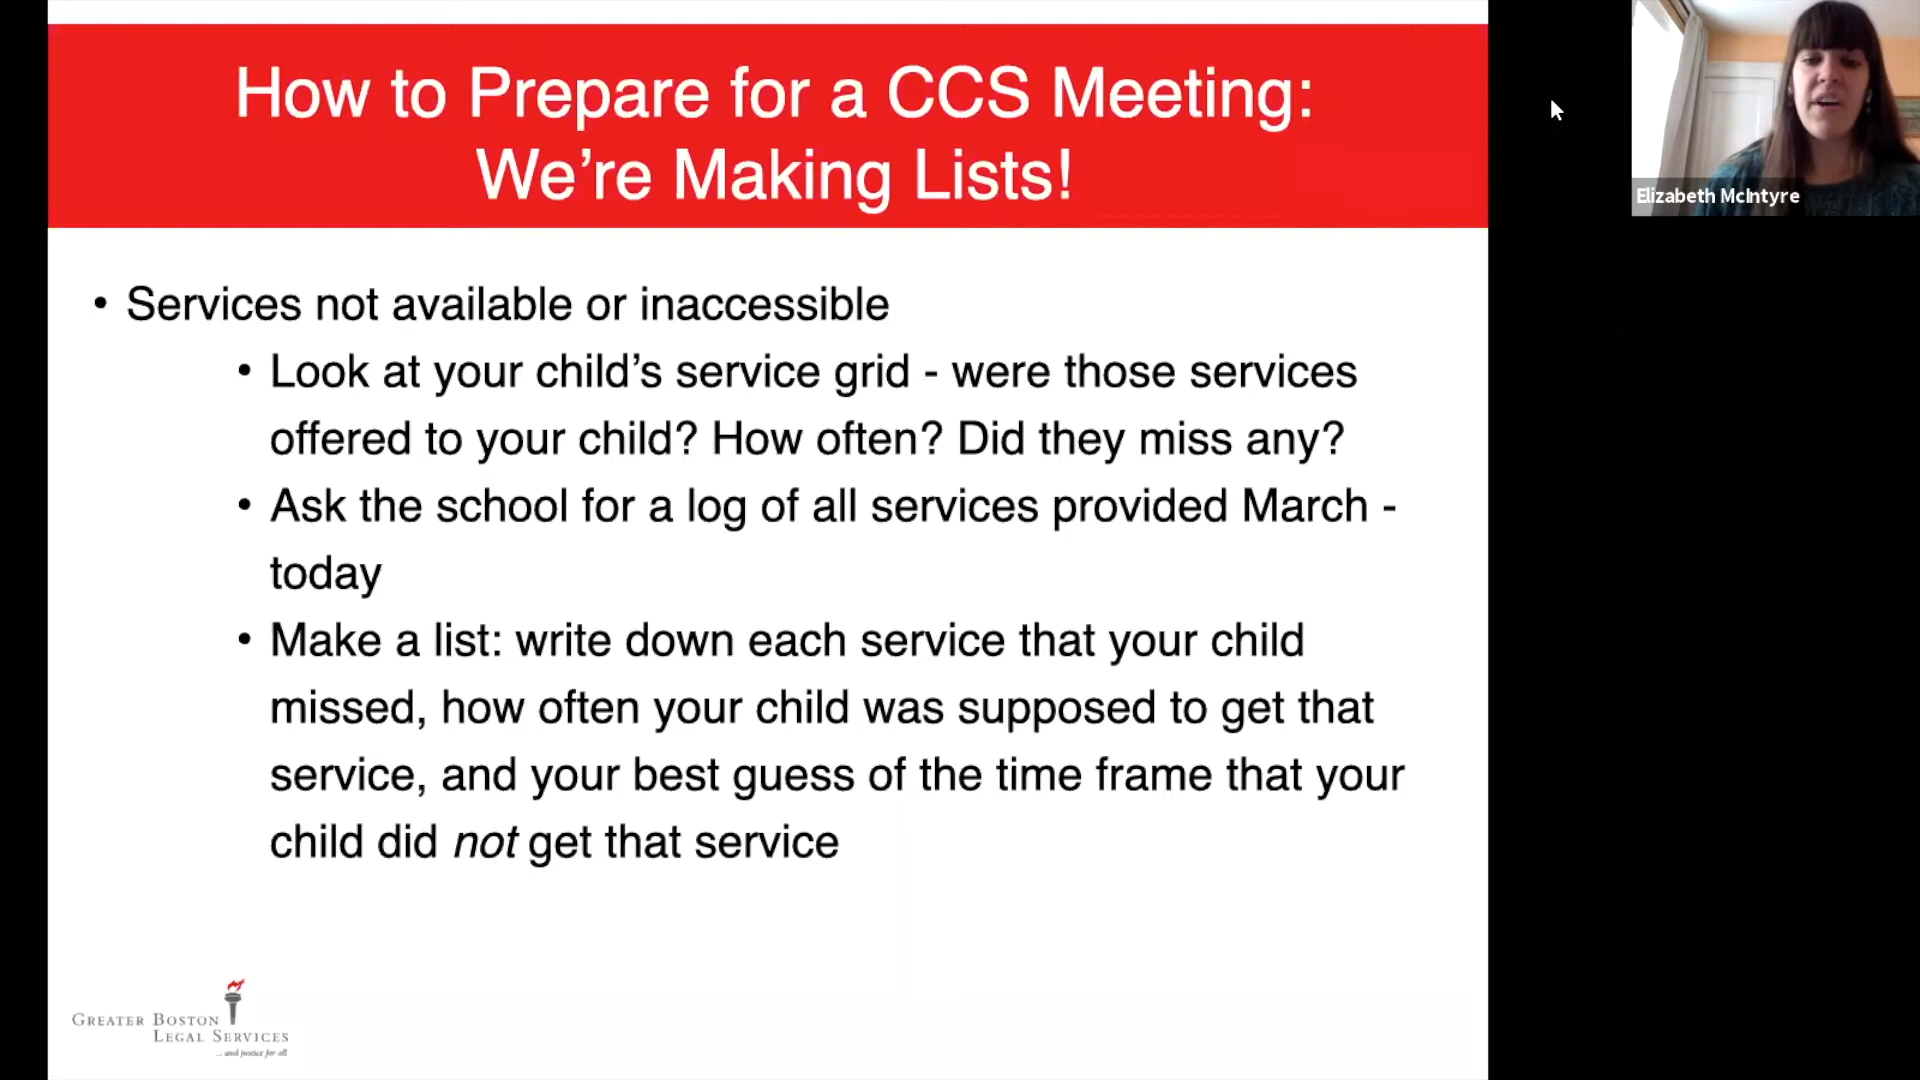 How to Prepare for a CCS Meeting:
We’re Making Lists!
Elizabeth McIntyre
• Services not available or inaccessible
• Look at your child’s service grid - were those services
offered to your child? How often? Did they miss any?
• Ask the school for a log of all services provided March -
today
• Make a list: write down each service that your child
missed, how often your child was supposed to get that
service, and your best guess of the time frame that your
child did not get that service
GREATER BOSTON
LEGAL SERVICES
... and justice for all